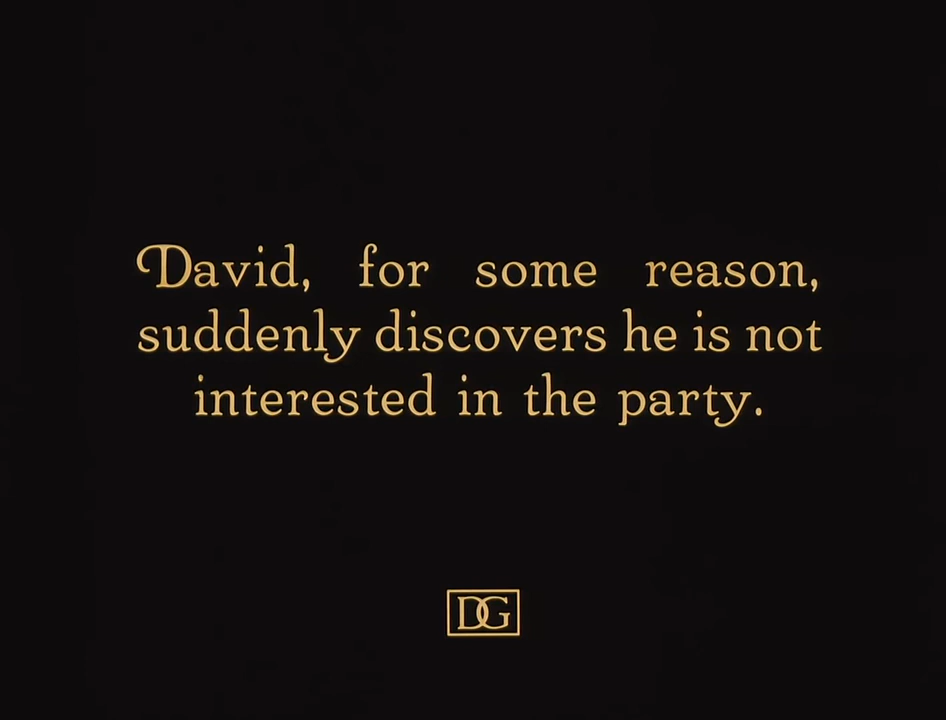 David, for some reason,
suddenly discovers he is not
interested in the party.
DG